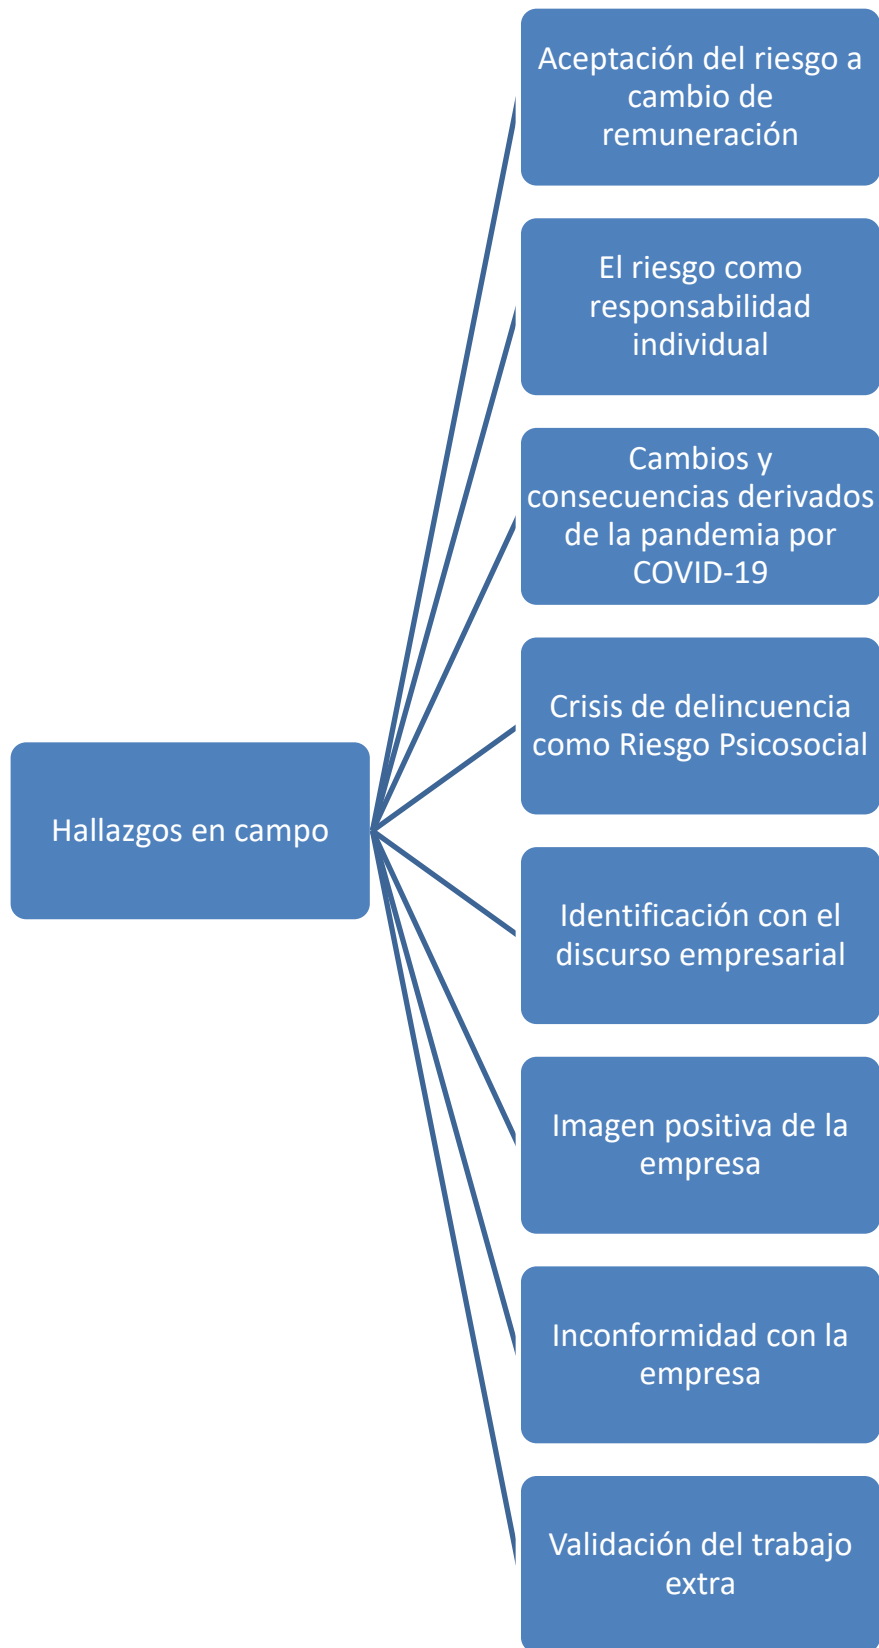 Aceptación del riesgo a
cambio de
remuneración
El riesgo como
responsabilidad
individual
Cambios y
consecuencias derivados
de la pandemia por
COVID-19
Crisis de delincuencia
como Riesgo Psicosocial
Hallazgos en campo
Identificación con el
discurso empresarial
Imagen positiva de la
empresa
Inconformidad con la
empresa
Validación del trabajo
extra